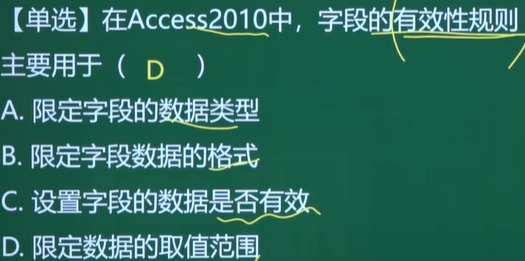 【单选】在Access2010中，字段的有效性规则
主要用于（ D ）
A. 限定字段的数据类型
B. 限定字段数据的格式
C. 设置字段的数据是否有效
D. 限定数据的取值范围